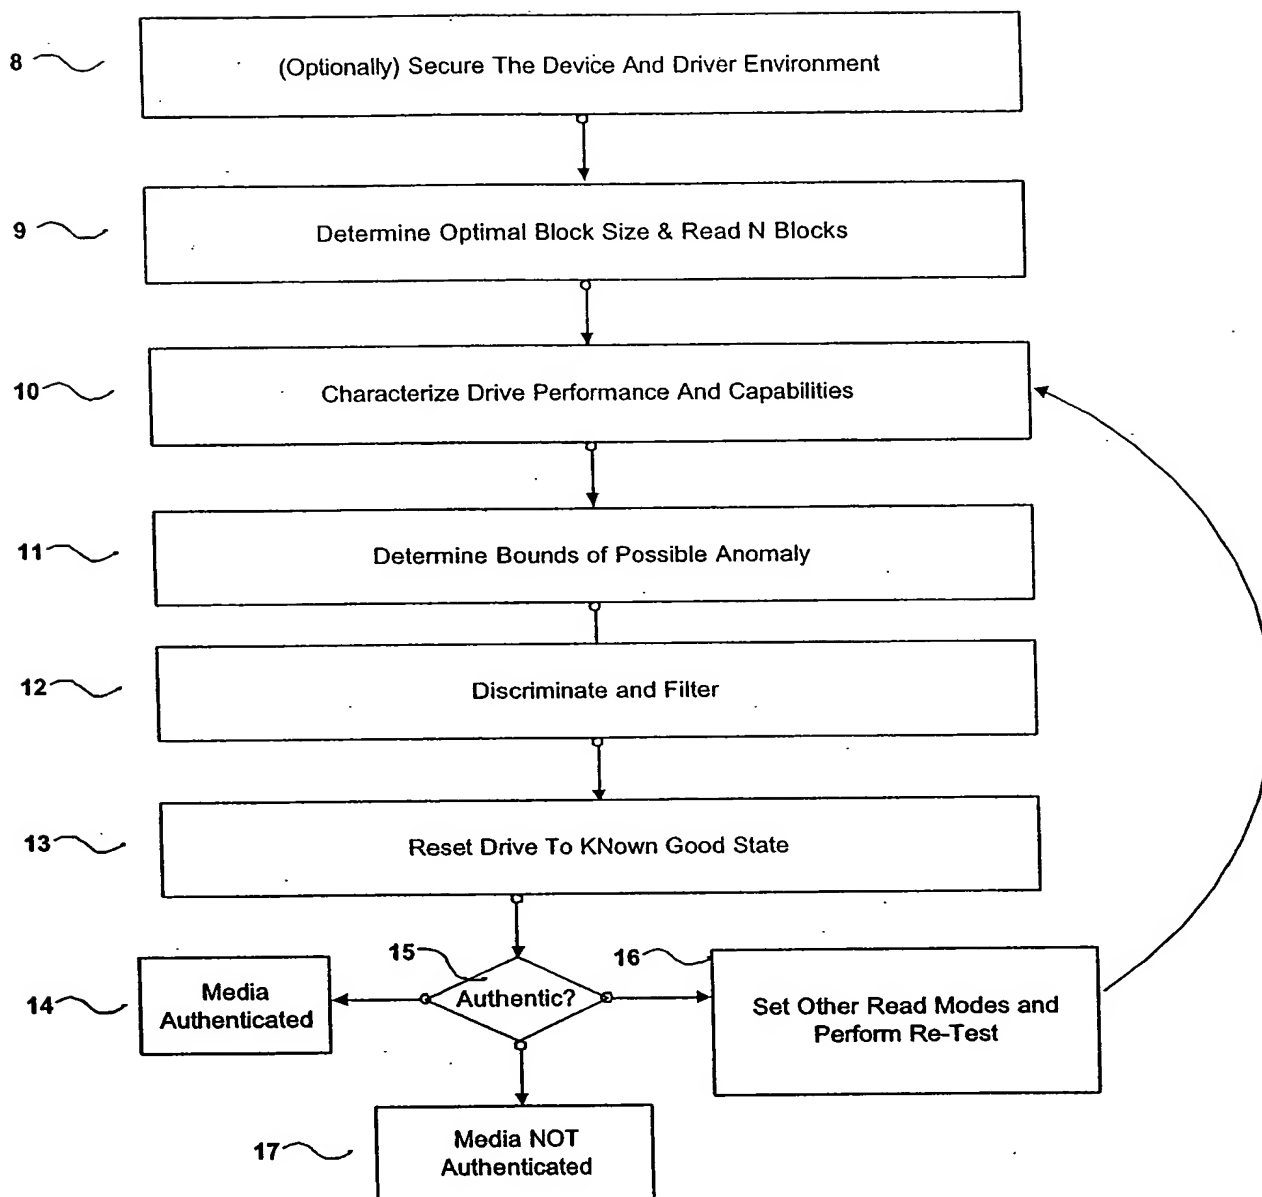 8
(Optionally) Secure The Device And Driver Environment
9
Determine Optimal Block Size & Read N Blocks
10
Characterize Drive Performance And Capabilities
11
Determine Bounds of Possible Anomaly
12
Discriminate and Filter
13
Reset Drive To KNown Good State
15
16
14
Media
Authenticated
Authentic?
Set Other Read Modes and
Perform Re-Test
17
Media NOT
Authenticated